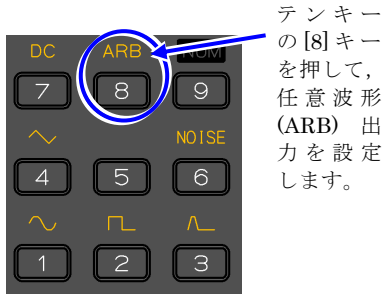 DC ARB NUM
7 8 9
NOISE
4 5 6
1 2 3
テンキー
の[8]キー
を押して,
任意波形
(ARB) 出
力を設定
します。